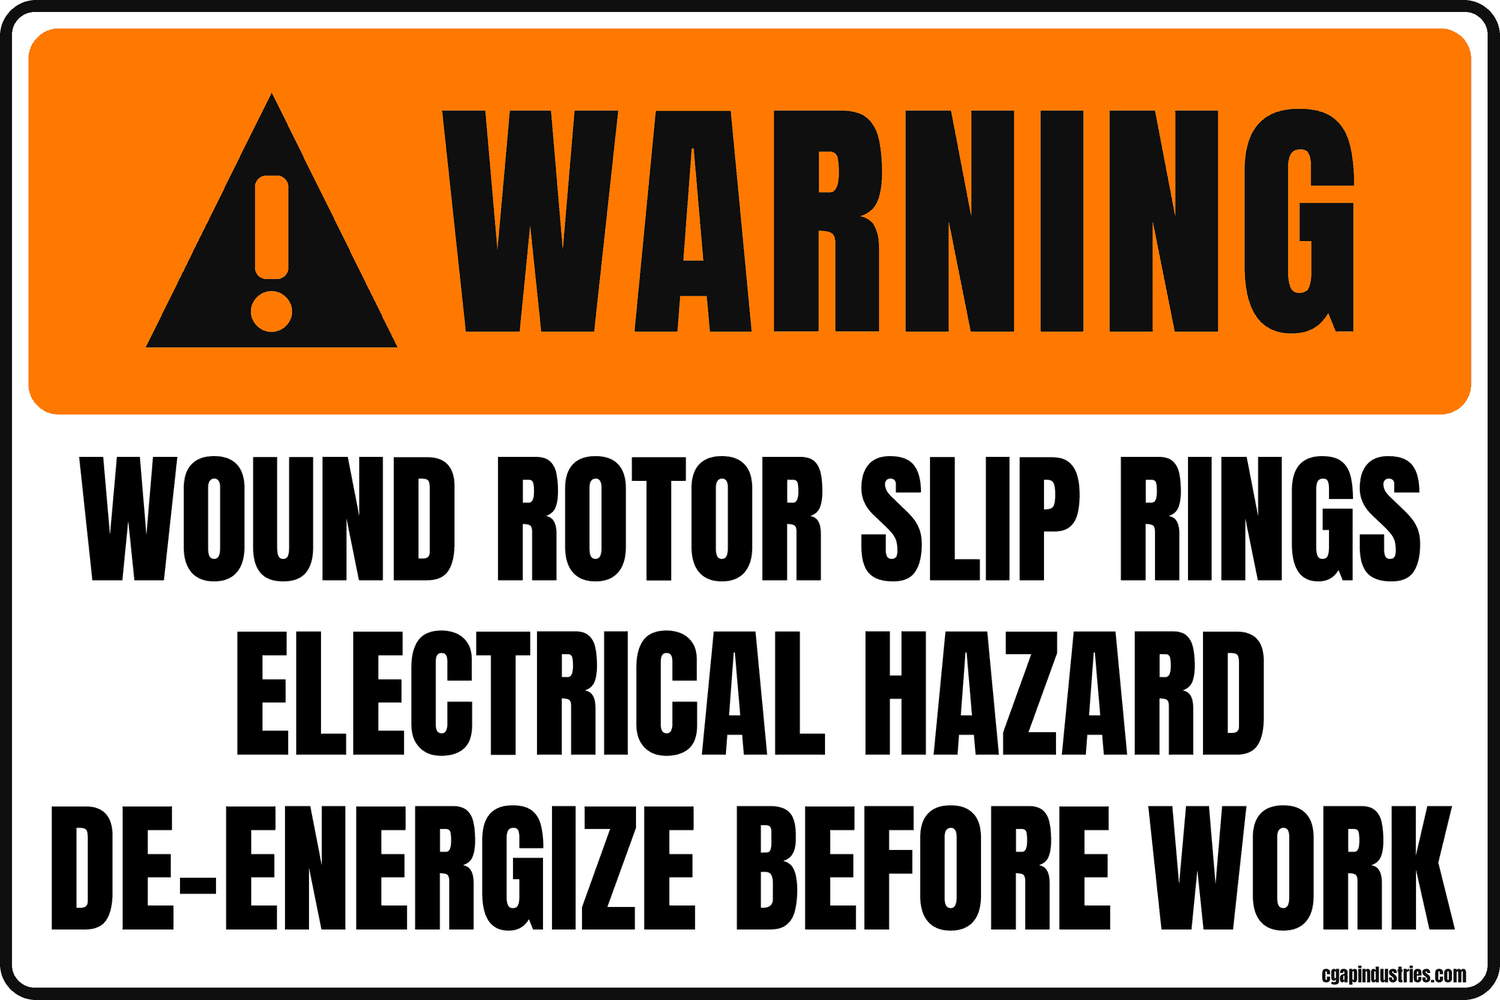 WARNING
WOUND ROTOR SLIP RINGS
ELECTRICAL HAZARD
DE-ENERGIZE BEFORE WORK
cgapindustries.com